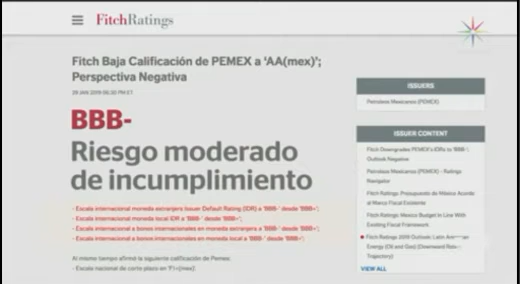 FitchRatings
Fitch Baja Calificación de PEMEX a 'AA(mex)';
Perspectiva Negativa
29 JAN 2019 06:30 PM ET
BBB-
Riesgo moderado
de incumplimiento
- Escala internacional moneda extranjera Issuer Default Rating (IDR) a 'BBB-' desde 'BBB+';
- Escala internacional moneda local IDR a 'BBB-' desde 'BBB+';
- Escala internacional a bonos internacionales en moneda extranjera a 'BBB-' desde 'BBB+';
- Escala internacional a bonos internacionales en moneda local a 'BBB-' desde 'BBB+'.
Al mismo tiempo afirmó la siguiente calificación de Pemex:
- Escala nacional de corto plazo en 'F1+(mex)'
ISSUERS
Petroleos Mexicanos (PEMEX)
ISSUER CONTENT
Fitch Downgrades PEMEX's IDRs to 'BBB-';
Outlook Negative
Petroleos Mexicanos (PEMEX) - Ratings
Navigator
Fitch Ratings: Presupuesto de México Acorde
al Marco Fiscal Existente
Fitch Ratings: Mexico Budget In Line With
Existing Fiscal Framework
Fitch Ratings 2019 Outlook: Latin
Energy (Oil and Gas) (Downward
Trajectory)
VIEW ALL